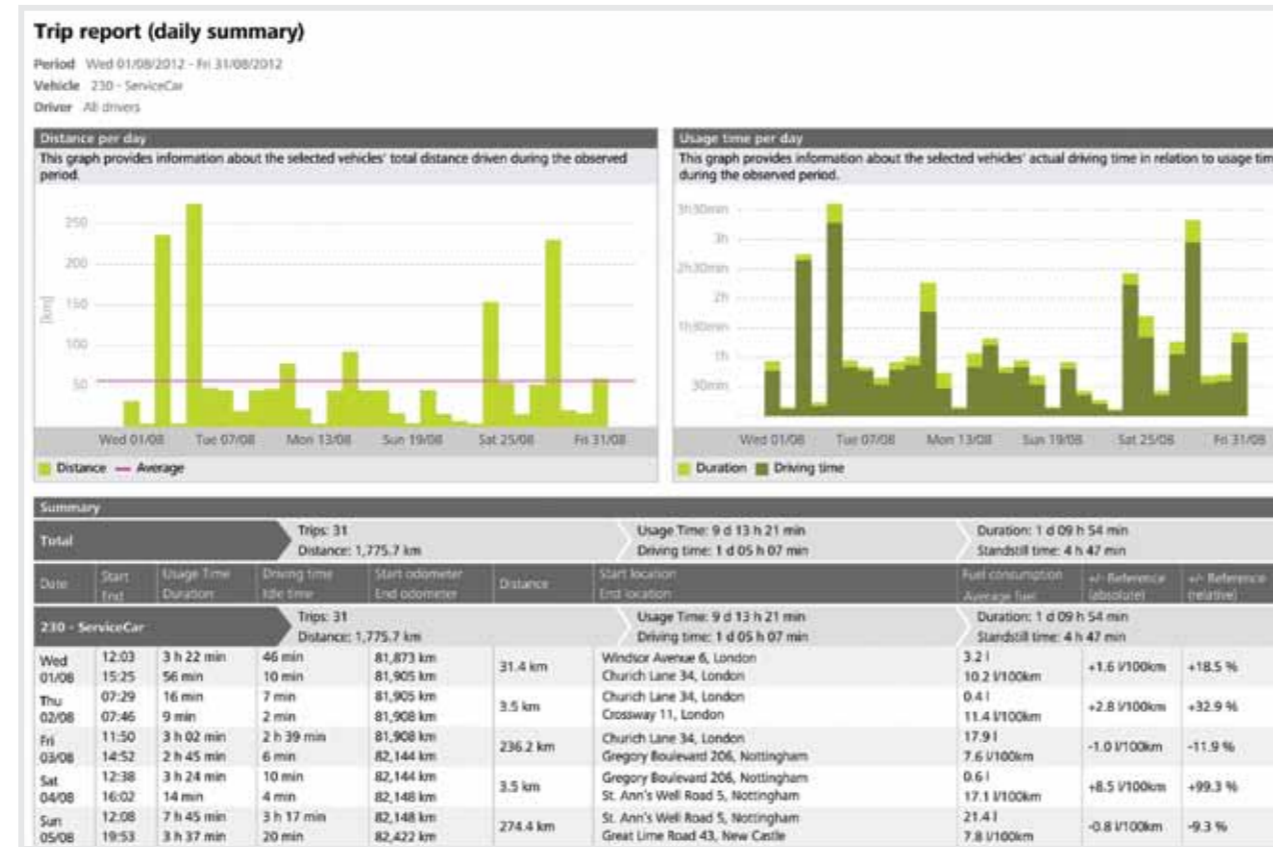 Trip report (daily summary)
Period Wed 01/08/2012 - Fri 31/08/2012
Vehicle 230 - ServiceCar
Driver All drivers
Distance per day
This graph provides information about the selected vehicles' total distance driven during the observed
period.
[km]
250
200
150
100
50
Wed 01/08 Tue 07/08 Mon 13/08 Sun 19/08 Sat 25/08 Fri 31/08
Distance Average
Usage time per day
This graph provides information about the selected vehicles' actual driving time in relation to usage tim
during the observed period.
3h30min
3h
2h30min
2h
1h30min
1h
30min
Wed 01/08 Tue 07/08 Mon 13/08 Sun 19/08 Sat 25/08 Fri 31/08
Duration Driving time
Summary
Total Trips: 31 Usage Time: 9 d 13 h 21 min Duration: 1 d 09 h 54 min
Distance: 1,775.7 km Driving time: 1 d 05 h 07 min Standstill time: 4 h 47 min
Date Start Usage Time Driving time Start odometer Distance Start location Fuel consumption +/- Reference +/- Reference
End Duration Idle time End odometer End location Average fuel (absolute) (relative)
230 - ServiceCar Trips: 31 Usage Time: 9 d 13 h 21 min Duration: 1 d 09 h 54 min
Distance: 1,775.7 km Driving time: 1 d 05 h 07 min Standstill time: 4 h 47 min
Wed 12:03 3 h 22 min 46 min 81,873 km 31.4 km Windsor Avenue 6, London 3.2 l +1.6 l/100km +18.5 %
01/08 15:25 56 min 10 min 81,905 km Church Lane 34, London 10.2 l/100km
Thu 07:29 16 min 7 min 81,905 km 3.5 km Church Lane 34, London 0.4 l +2.8 l/100km +32.9 %
02/08 07:46 9 min 2 min 81,908 km Crossway 11, London 11.4 l/100km
Fri 11:50 3 h 02 min 2 h 39 min 81,908 km 236.2 km Church Lane 34, London 17.9 l -1.0 l/100km -11.9 %
03/08 14:52 2 h 45 min 6 min 82,144 km Gregory Boulevard 206, Nottingham 7.6 l/100km
Sat 12:38 3 h 24 min 10 min 82,144 km 3.5 km Gregory Boulevard 206, Nottingham 0.6 l +8.5 l/100km +99.3 %
04/08 16:02 14 min 4 min 82,148 km St. Ann's Well Road 5, Nottingham 17.1 l/100km
Sun 12:08 7 h 45 min 3 h 17 min 82,148 km 274.4 km St. Ann's Well Road 5, Nottingham 21.4 l -0.8 l/100km -9.3 %
05/08 19:53 3 h 37 min 20 min 82,422 km Great Lime Road 43, New Castle 7.8 l/100km